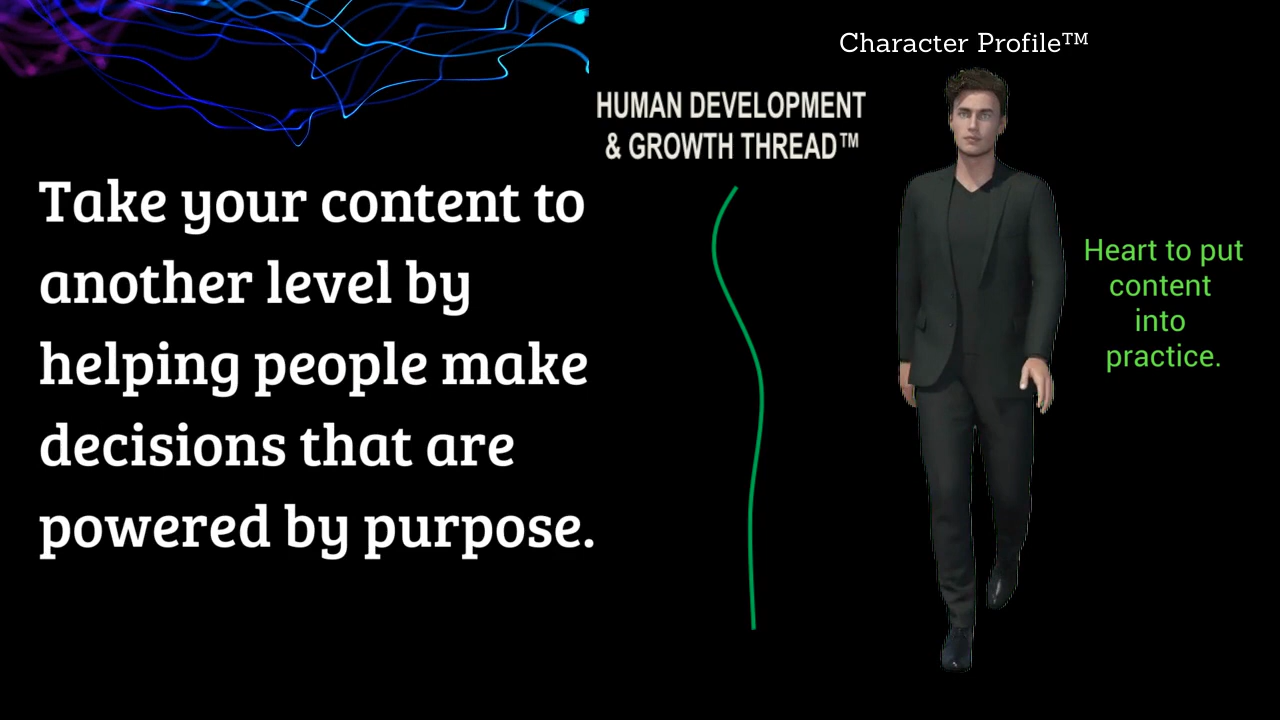 Character Profile™
HUMAN DEVELOPMENT
& GROWTH THREAD™
Take your content to
another level by
helping people make
decisions that are
powered by purpose.
Heart to put
content
into
practice.